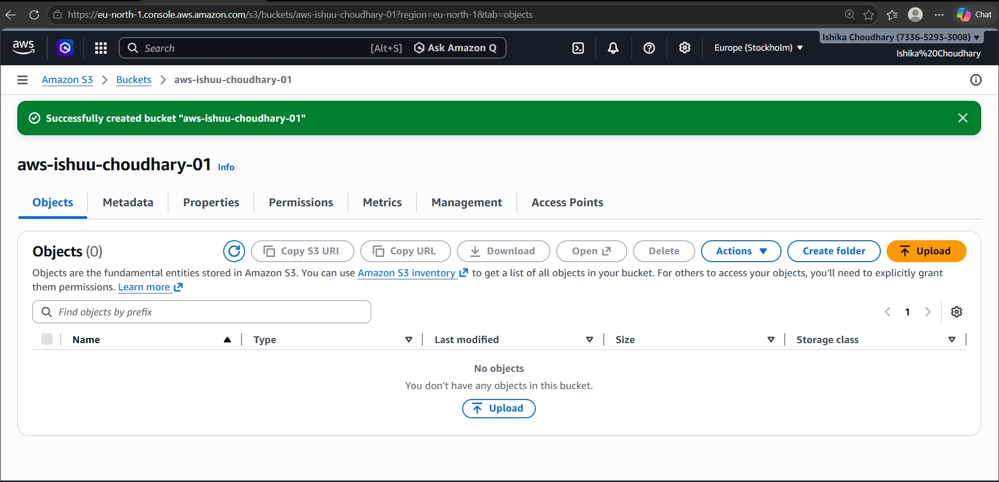 https://eu-north-1.console.aws.amazon.com/s3/buckets/aws-ishuu-choudhary-01?region=eu-north-1&tab=objects
Chat
aws
Search
[Alt+S]
Ask Amazon Q
Europe (Stockholm)
Ishika Choudhary (7336-5293-3008)
Ishika%20Choudhary
Amazon S3
Buckets
aws-ishuu-choudhary-01
Successfully created bucket "aws-ishuu-choudhary-01"
aws-ishuu-choudhary-01 Info
Objects
Metadata
Properties
Permissions
Metrics
Management
Access Points
Objects (0)
Copy S3 URI
Copy URL
Download
Open
Delete
Actions
Create folder
Upload
Objects are the fundamental entities stored in Amazon S3. You can use Amazon S3 inventory to get a list of all objects in your bucket. For others to access your objects, you'll need to explicitly grant
them permissions. Learn more
Find objects by prefix
1
Name
Type
Last modified
Size
Storage class
No objects
You don't have any objects in this bucket.
Upload